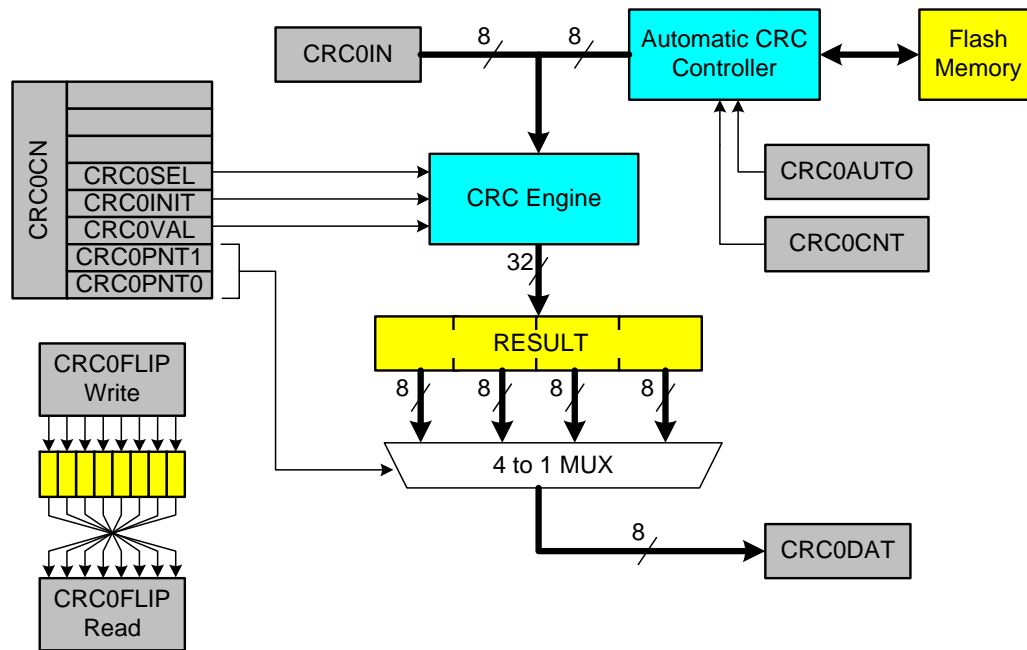 CRC0IN
8
8
Automatic CRC
Controller
Flash
Memory
CRC0CN
CRC0SEL
CRC0INIT
CRC0VAL
CRC0PNT1
CRC0PNT0
CRC Engine
CRC0AUTO
CRC0CNT
32
RESULT
8
8
8
8
4 to 1 MUX
8
CRC0DAT
CRC0FLIP
Write
CRC0FLIP
Read